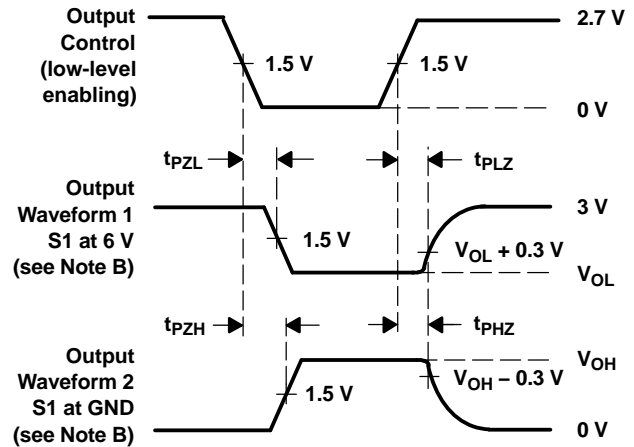 Output
Control
(low-level
enabling)
1.5 V
1.5 V
2.7 V
0 V
tPZL
tPLZ
Output
Waveform 1
S1 at 6 V
(see Note B)
1.5 V
3 V
VOL + 0.3 V
VOL
tPZH
tPHZ
Output
Waveform 2
S1 at GND
(see Note B)
1.5 V
VOH
VOH − 0.3 V
0 V